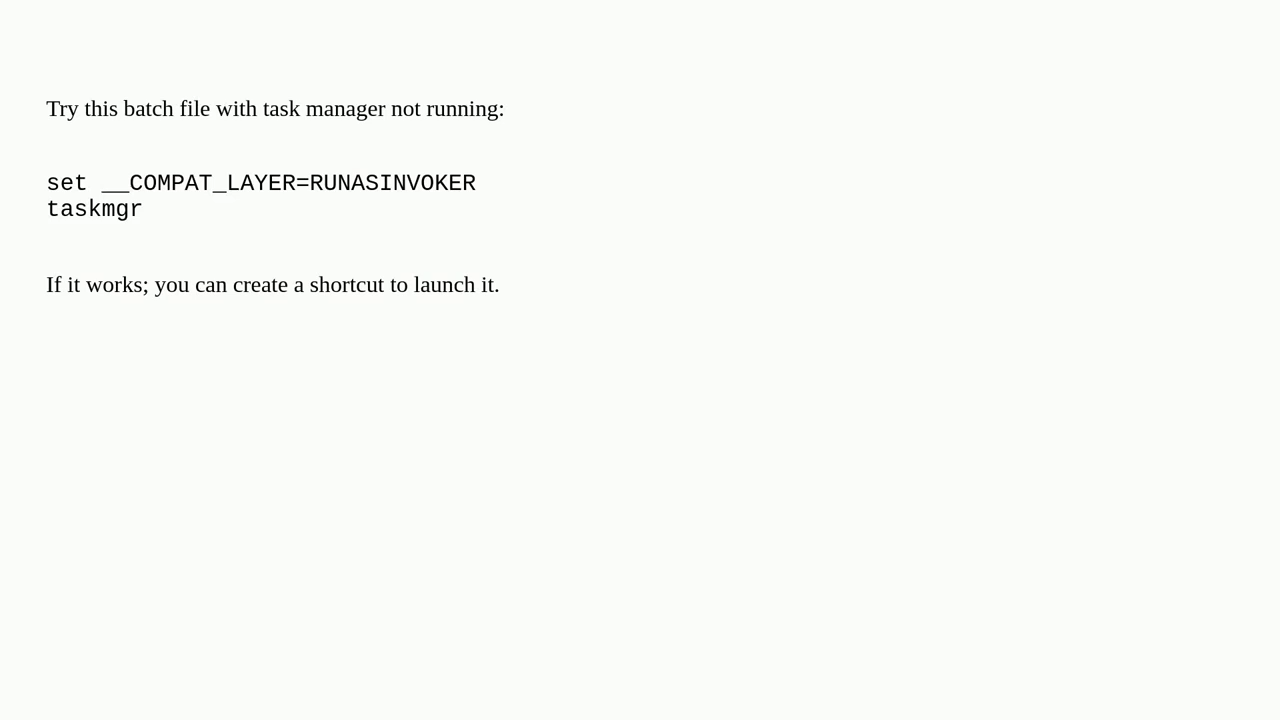 Try this batch file with task manager not running:
set __COMPAT_LAYER=RUNASINVOKER
taskmgr
If it works; you can create a shortcut to launch it.